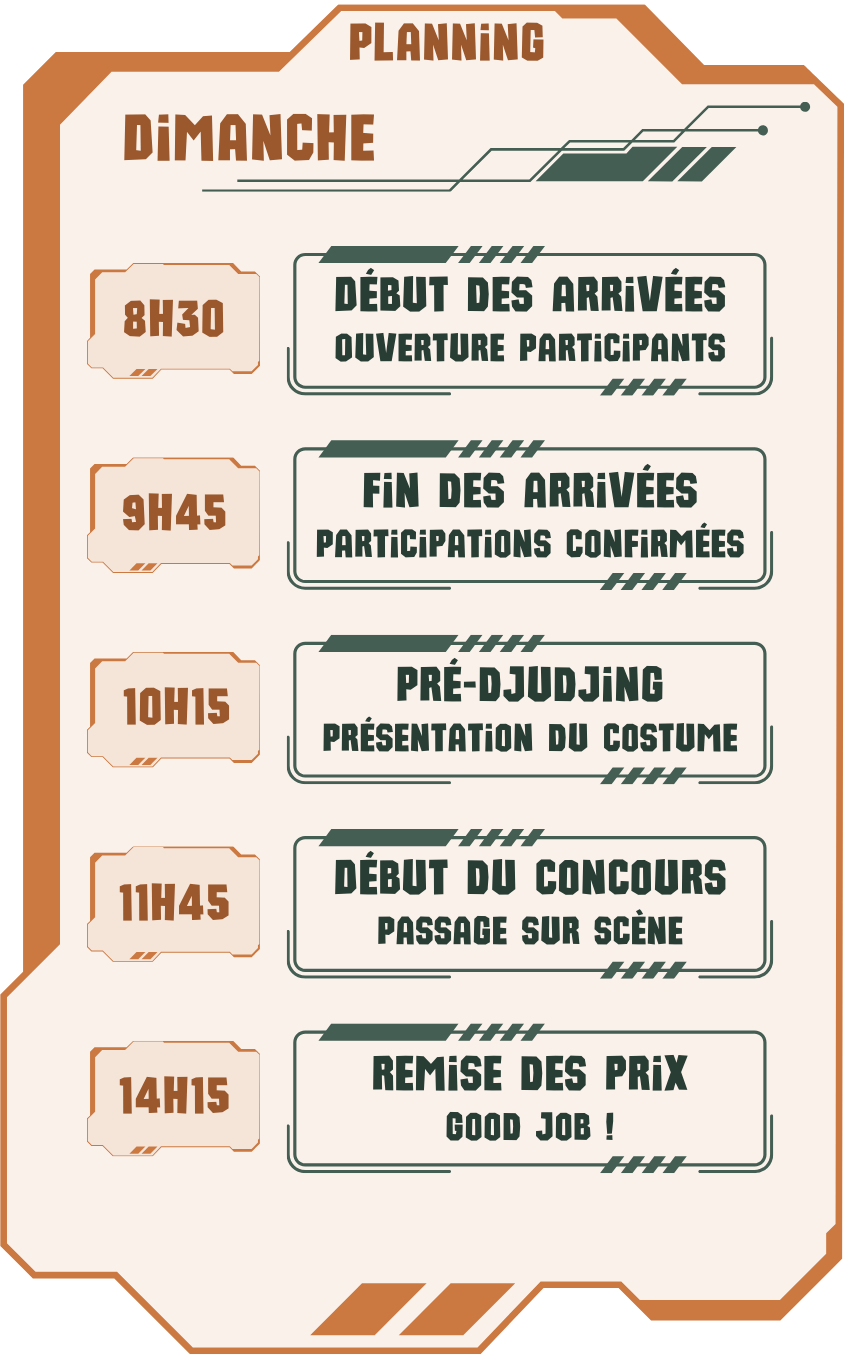 PLANNiNG
DiMANCHE
8H30
DÉBUT DES ARRiVÉES
OUVERTURE PARTiCiPANTS
9H45
FiN DES ARRiVÉES
PARTiCiPATiONS CONFiRMÉES
10H15
PRÉ-DJUDJiNG
PRÉSENTATiON DU COSTUME
11H45
DÉBUT DU CONCOURS
PASSAGE SUR SCÈNE
14H15
REMiSE DES PRiX
GOOD JOB !